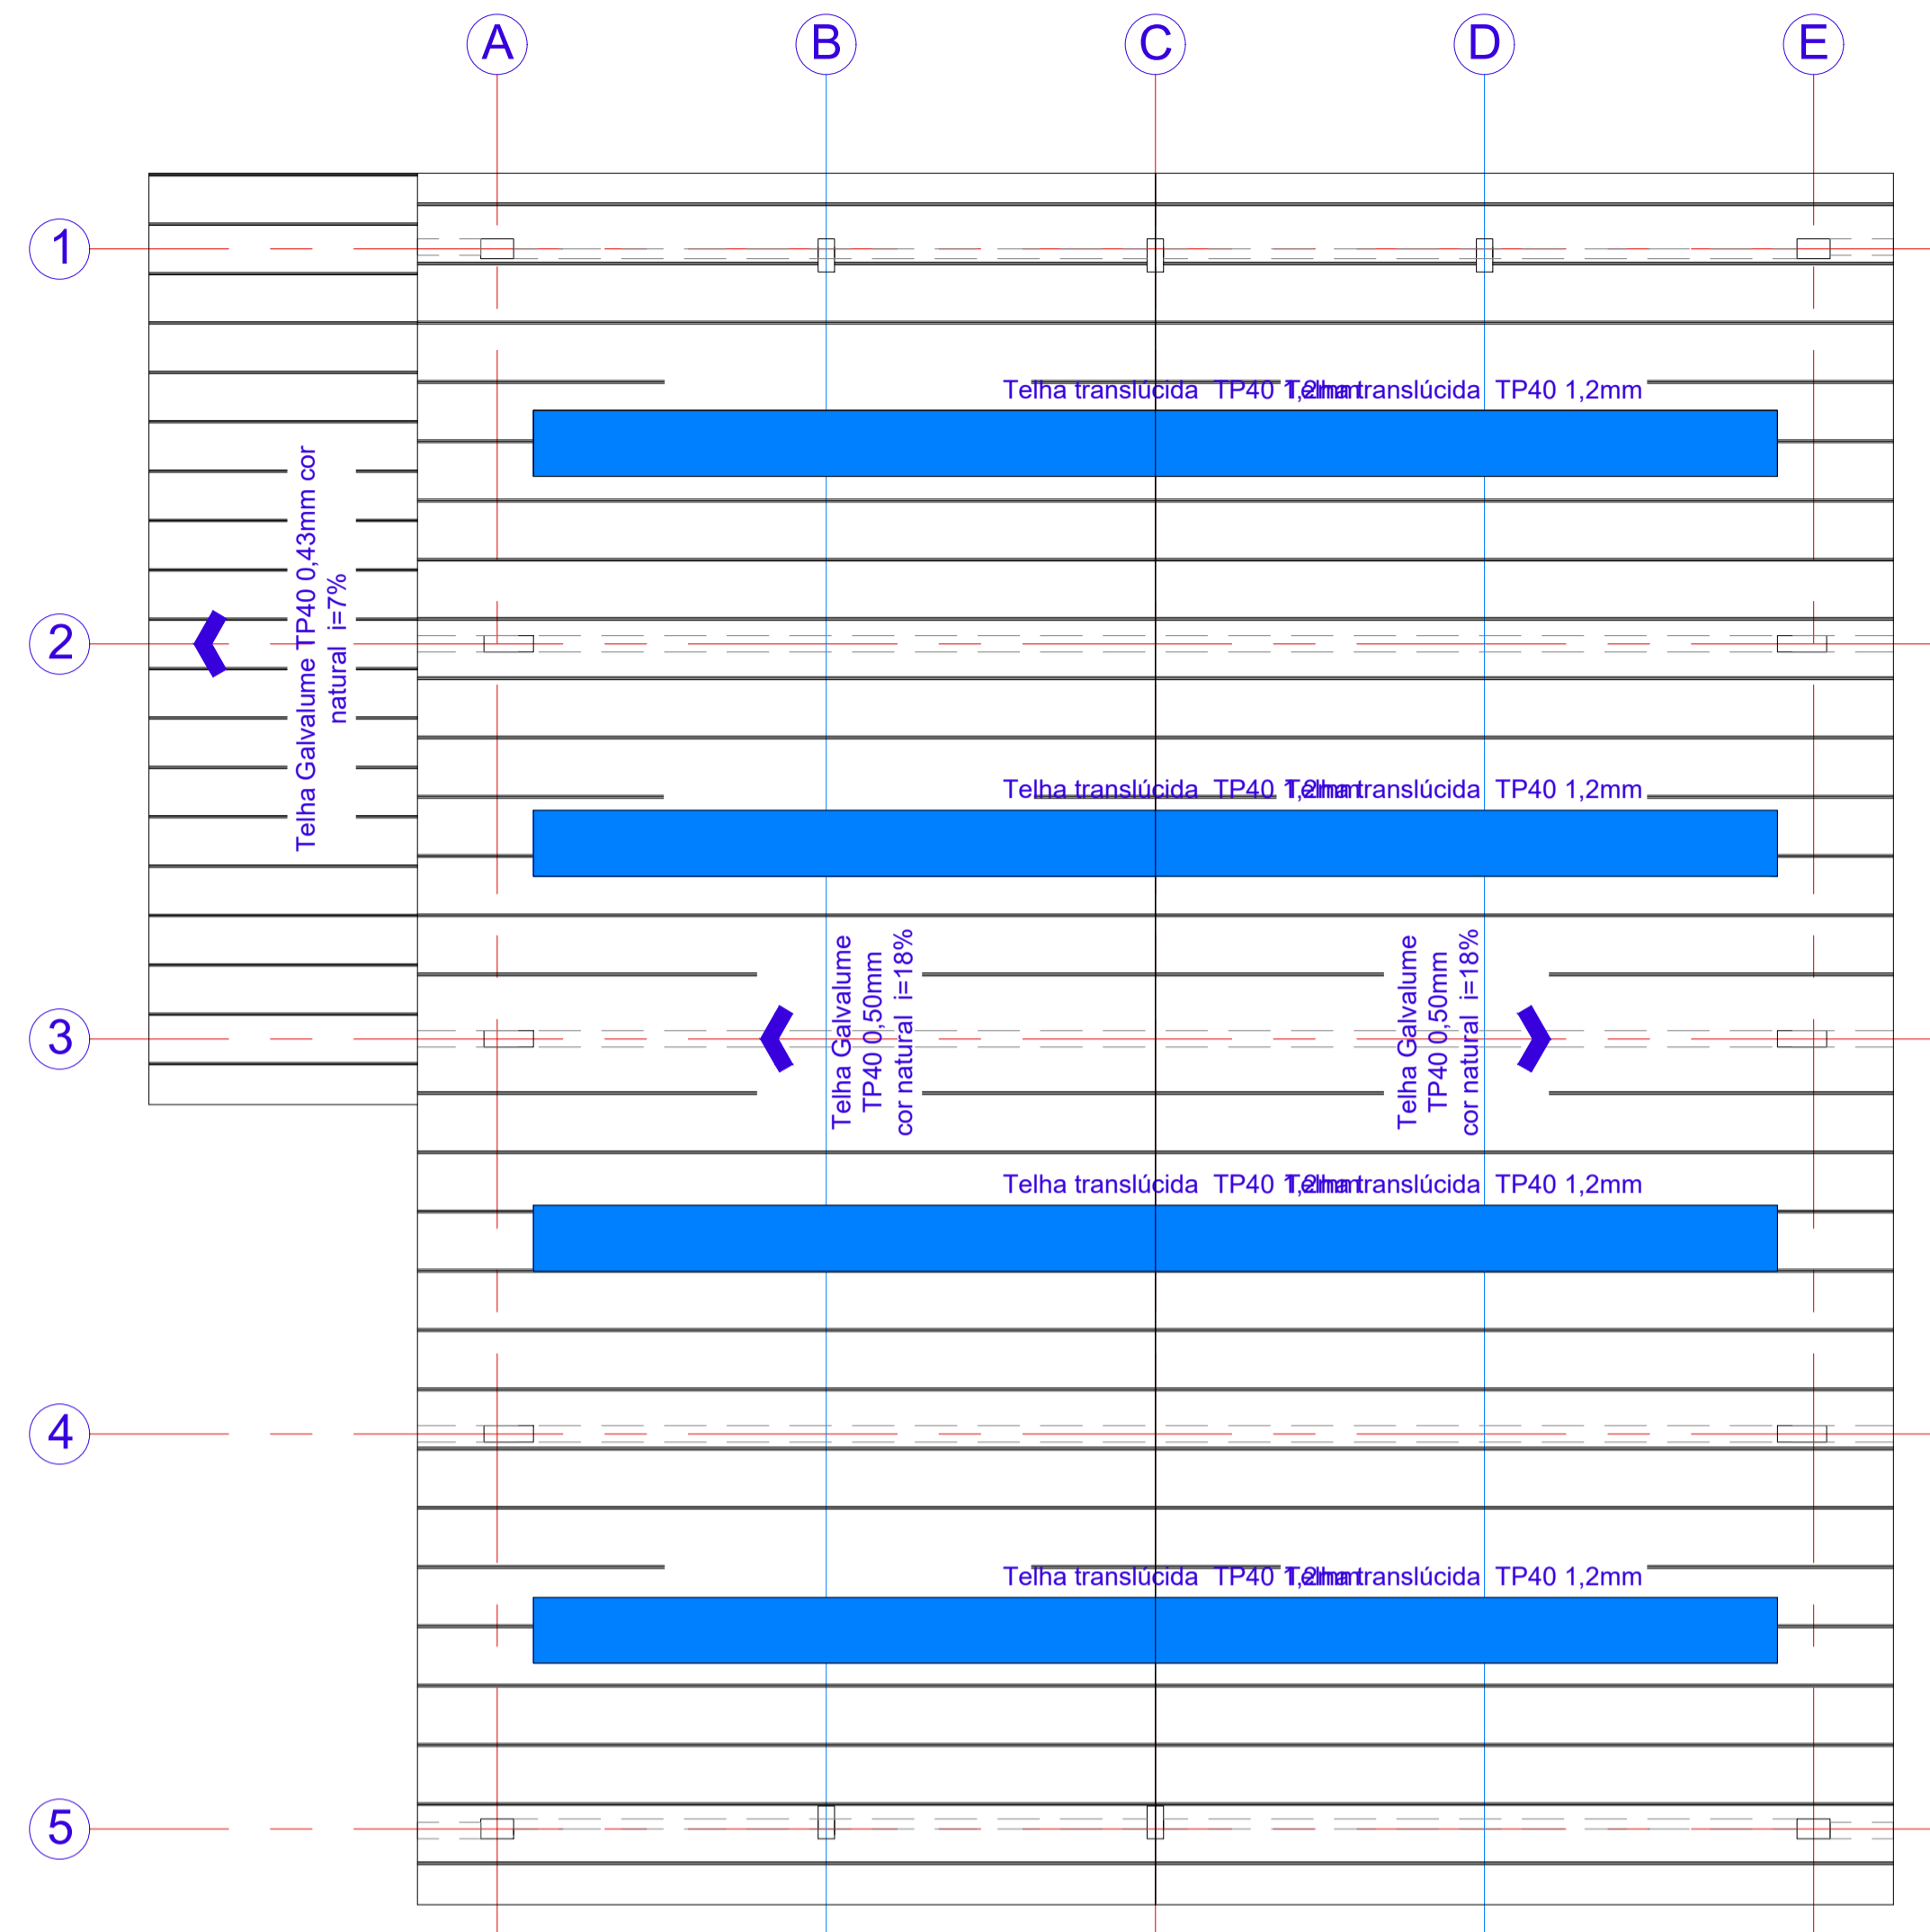 A
B
C
D
E
1
Telha translúcida  TP40 1,2mm
Telha translúcida  TP40 1,2mm
Telha Galvalume TP40 0,43mm cor
natural  i=7%
2
Telha translúcida  TP40 1,2mm
Telha translúcida  TP40 1,2mm
Telha Galvalume
TP40 0,50mm
cor natural  i=18%
Telha Galvalume
TP40 0,50mm
cor natural  i=18%
3
Telha translúcida  TP40 1,2mm
Telha translúcida  TP40 1,2mm
4
Telha translúcida  TP40 1,2mm
Telha translúcida  TP40 1,2mm
5